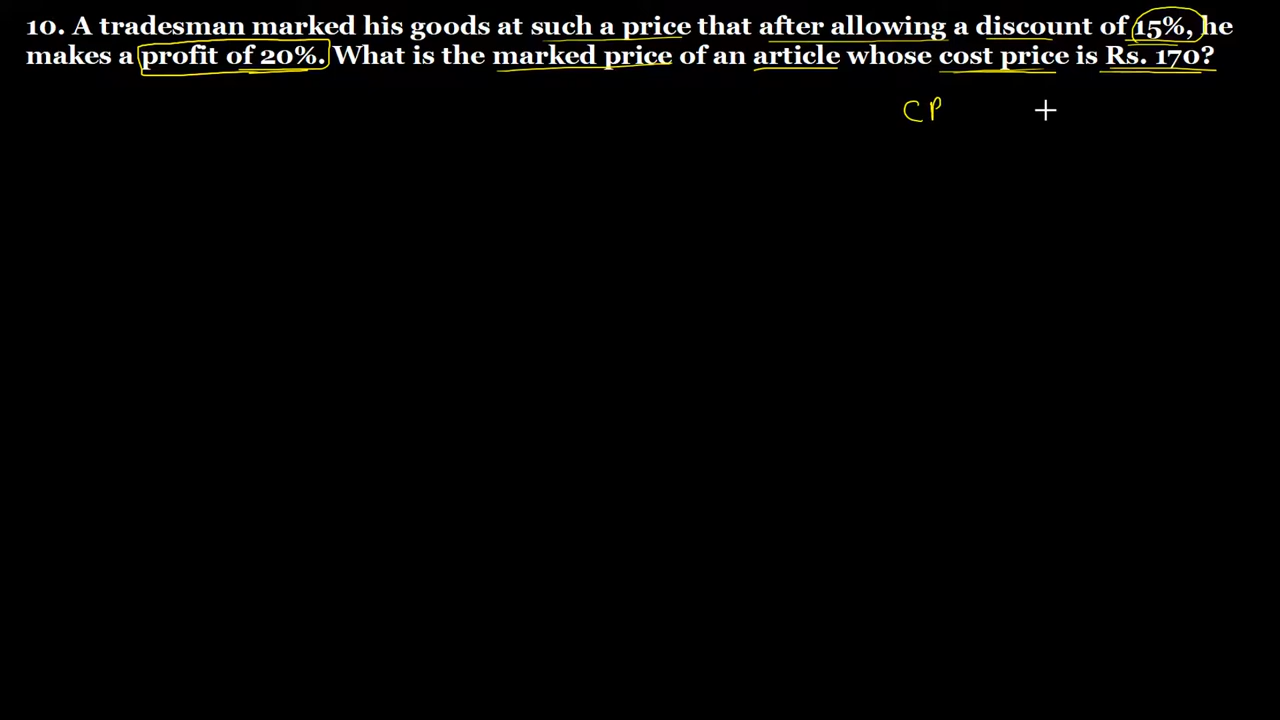 10. A tradesman marked his goods at such a price that after allowing a discount of 15%, he
makes a profit of 20%. What is the marked price of an article whose cost price is Rs. 170?
CP